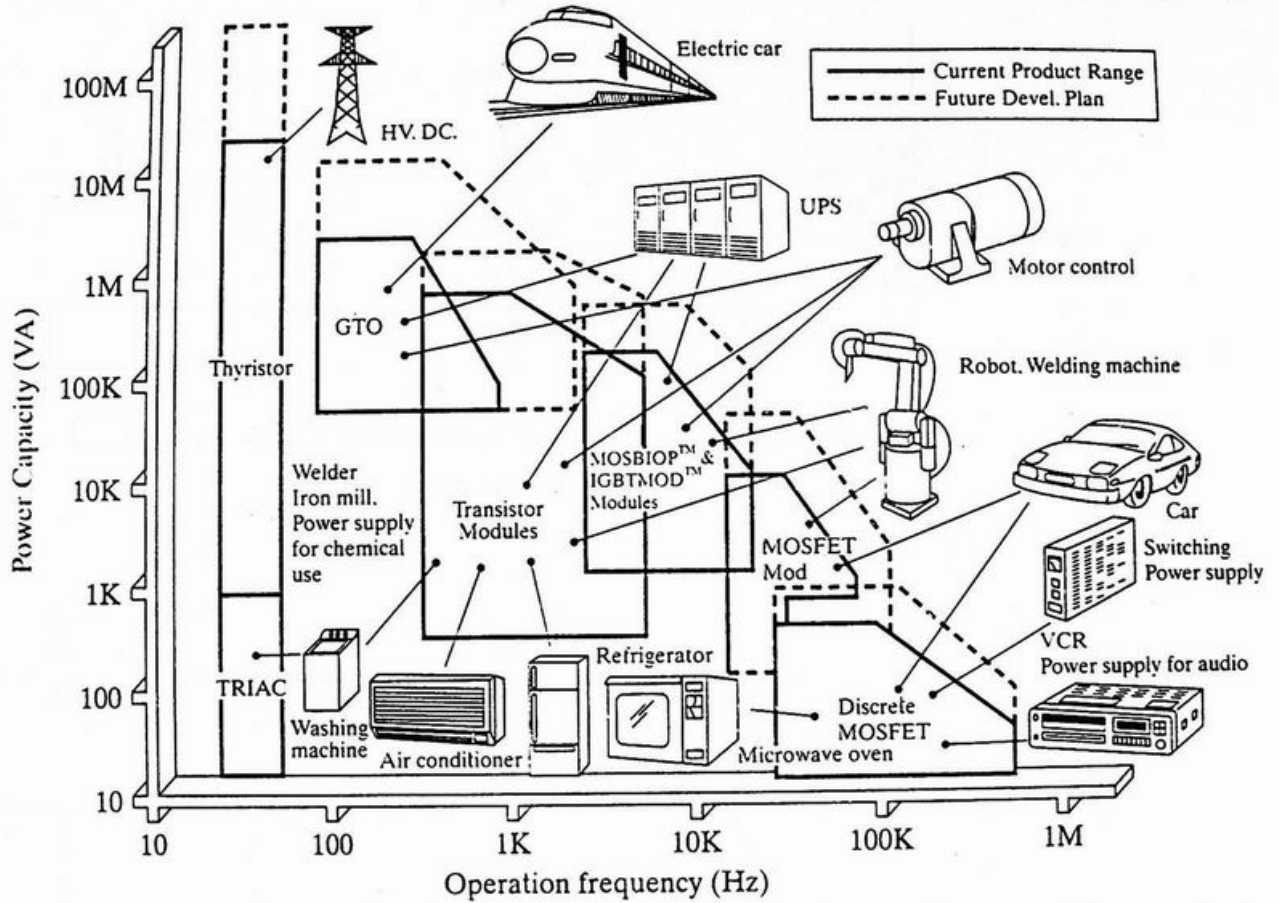 Electric car
Current Product Range
Future Devel. Plan
HV. DC.
UPS
Motor control
Robot. Welding machine
Car
Switching
Power supply
VCR
Power supply for audio
GTO
Thyristor
Welder
Iron mill.
Power supply
for chemical
use
Transistor
Modules
MOSBIOP™ &
IGBTMOD™
Modules
MOSFET
Mod
TRIAC
Washing
machine
Air conditioner
Refrigerator
Microwave oven
Discrete
MOSFET
Power Capacity (VA)
100M
10M
1M
100K
10K
1K
100
10
10
100
1K
10K
100K
1M
Operation frequency (Hz)